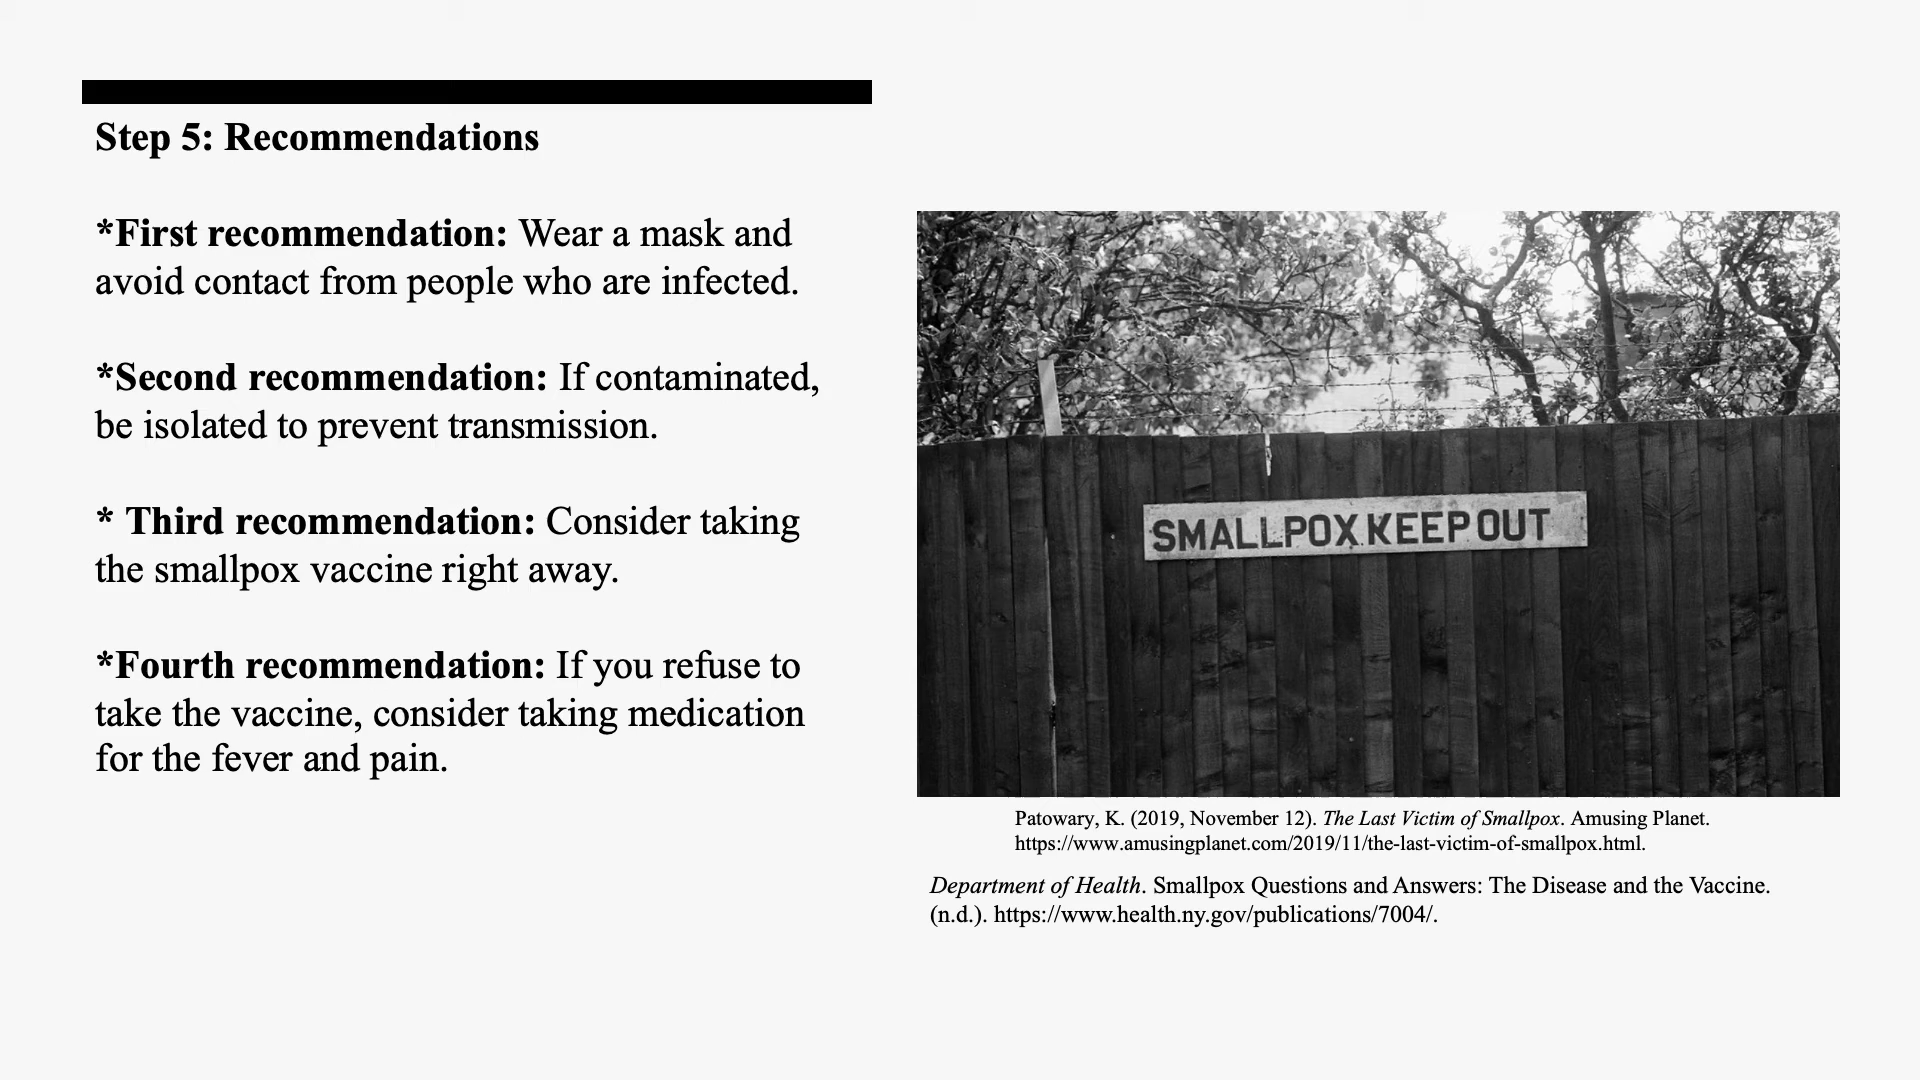 Step 5: Recommendations
*First recommendation: Wear a mask and
avoid contact from people who are infected.
*Second recommendation: If contaminated,
be isolated to prevent transmission.
* Third recommendation: Consider taking
the smallpox vaccine right away.
*Fourth recommendation: If you refuse to
take the vaccine, consider taking medication
for the fever and pain.
SMALLPOX KEEP OUT
Patowary, K. (2019, November 12). The Last Victim of Smallpox. Amusing Planet.
https://www.amusingplanet.com/2019/11/the-last-victim-of-smallpox.html.
Department of Health. Smallpox Questions and Answers: The Disease and the Vaccine.
(n.d.). https://www.health.ny.gov/publications/7004/.